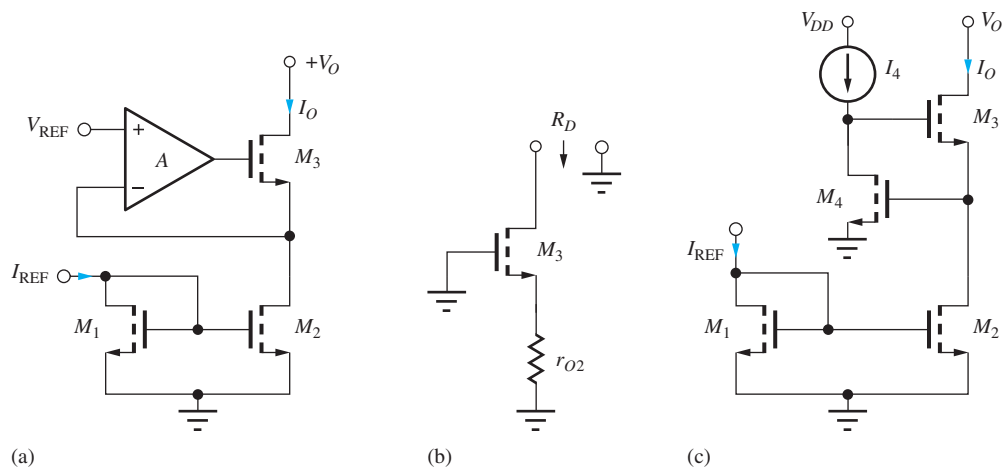 +V_O
I_O
V_REF
+
A
−
M_3
I_REF
M_1
M_2
(a)
R_D
M_3
r_O2
(b)
V_DD
V_O
I_4
I_O
M_3
M_4
I_REF
M_1
M_2
(c)